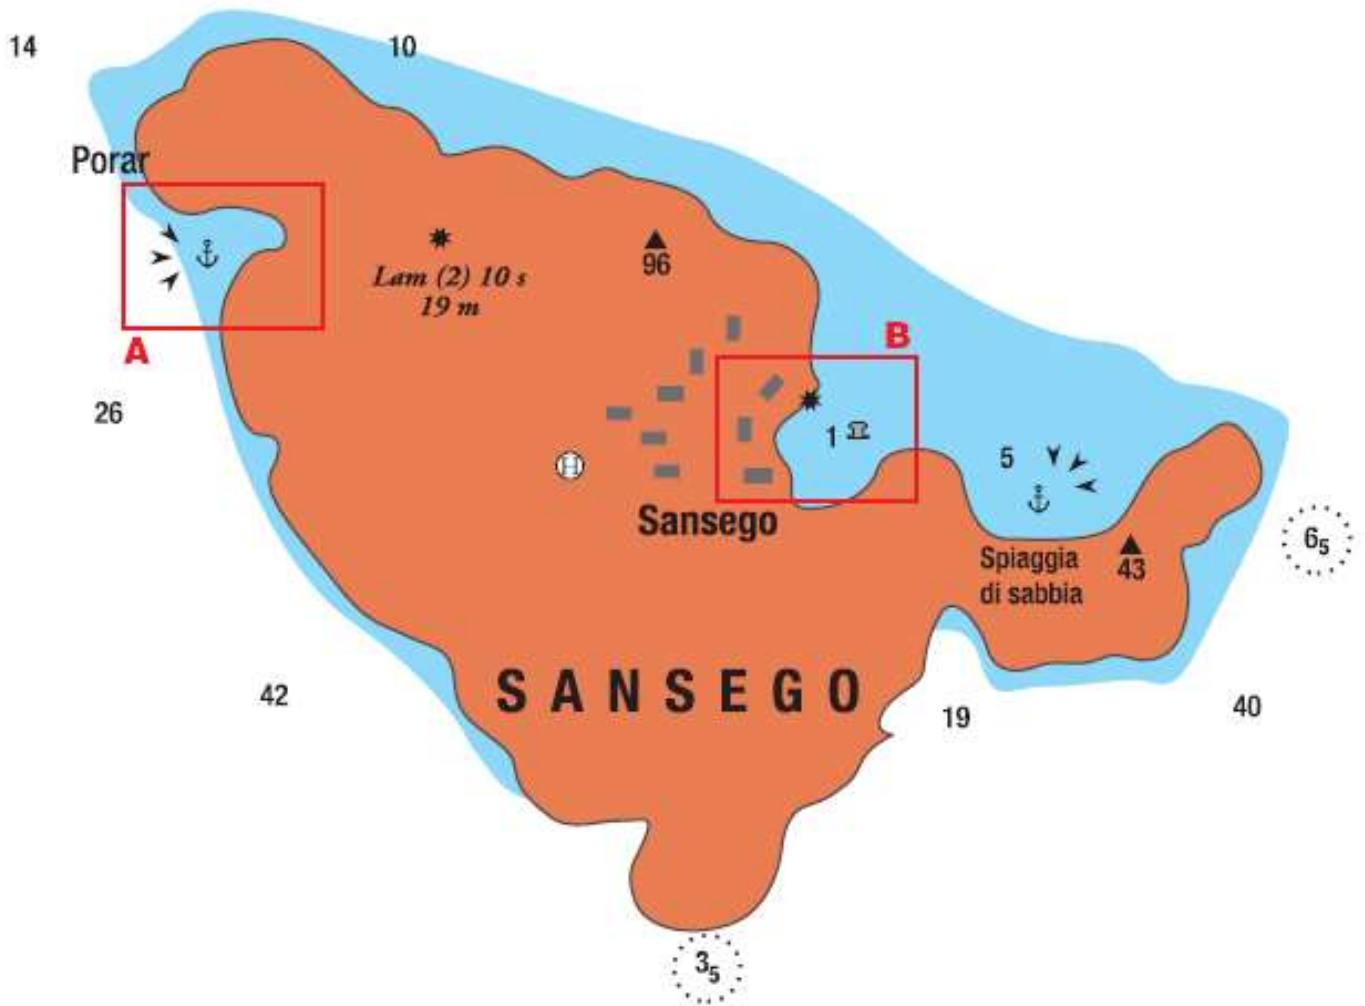 14
10
Porar
Lam (2) 10 s
19 m
96
A
B
26
1
5
H
Sansego
Spiaggia
di sabbia
43
6₅
42
SANSEGO
19
40
3₅